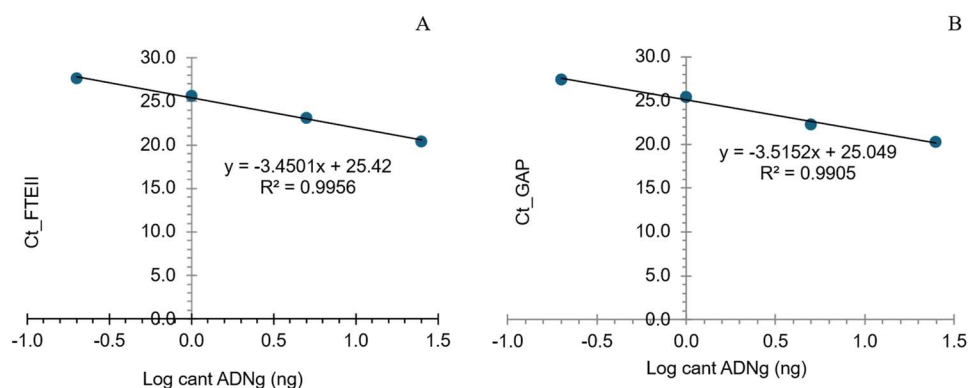 A
30.0
25.0
20.0
15.0
10.0
5.0
0.0
-1.0 -0.5 0.0 0.5 1.0 1.5
y = -3.4501x + 25.42
R² = 0.9956
Ct_FTEII
Log cant ADNg (ng)
B
30.0
25.0
20.0
15.0
10.0
5.0
0.0
-1.0 -0.5 0.0 0.5 1.0 1.5
y = -3.5152x + 25.049
R² = 0.9905
Ct_GAP
Log cant ADNg (ng)